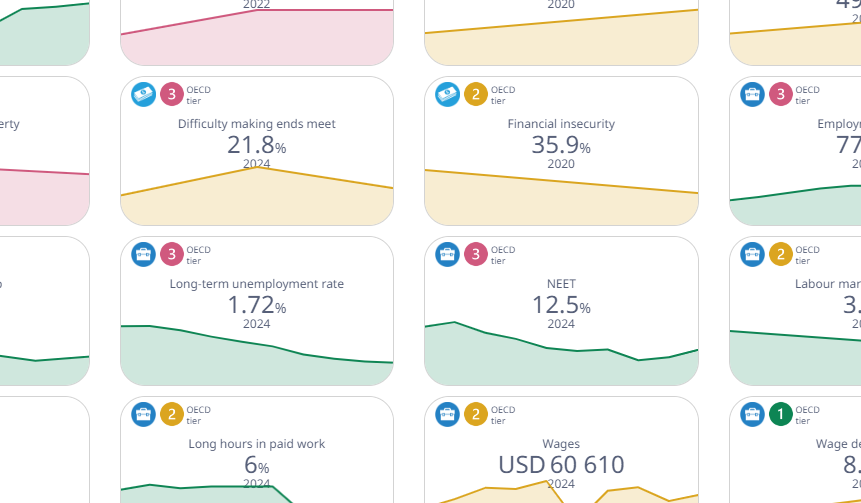 2022
2020
3 OECD tier
2 OECD tier
3 OECD tier
Difficulty making ends meet
Financial insecurity
21.8%
35.9%
2024
2020
3 OECD tier
3 OECD tier
2 OECD tier
Long-term unemployment rate
NEET
1.72%
12.5%
2024
2024
2 OECD tier
2 OECD tier
1 OECD tier
Long hours in paid work
Wages
6%
USD 60 610
2024
2024